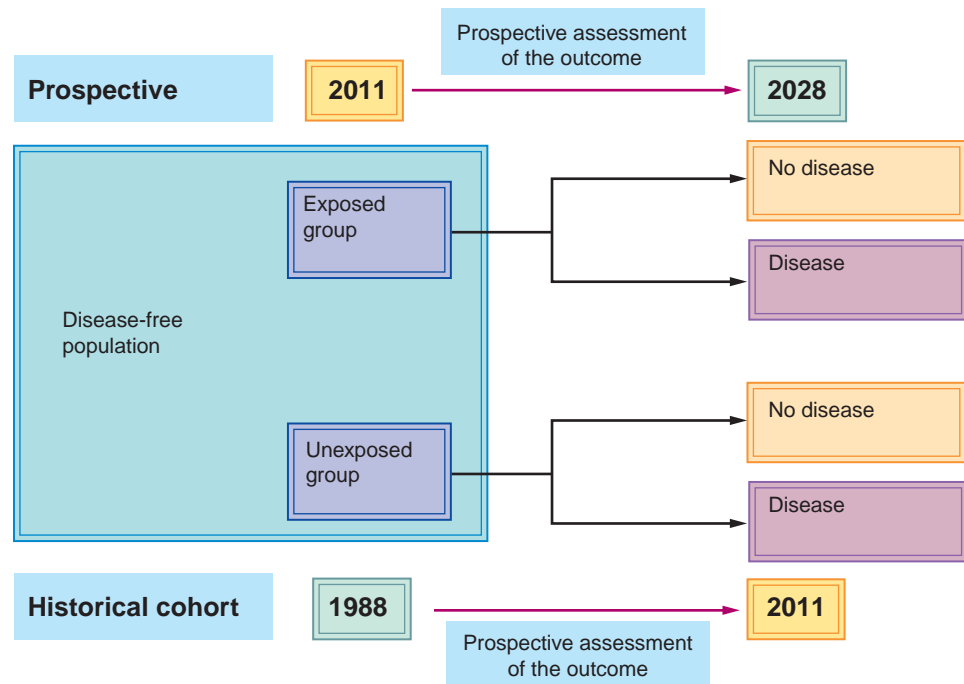 Prospective assessment
of the outcome
Prospective
2011
2028
Exposed
group
No disease
Disease
Disease-free
population
Unexposed
group
No disease
Disease
Historical cohort
1988
2011
Prospective assessment
of the outcome